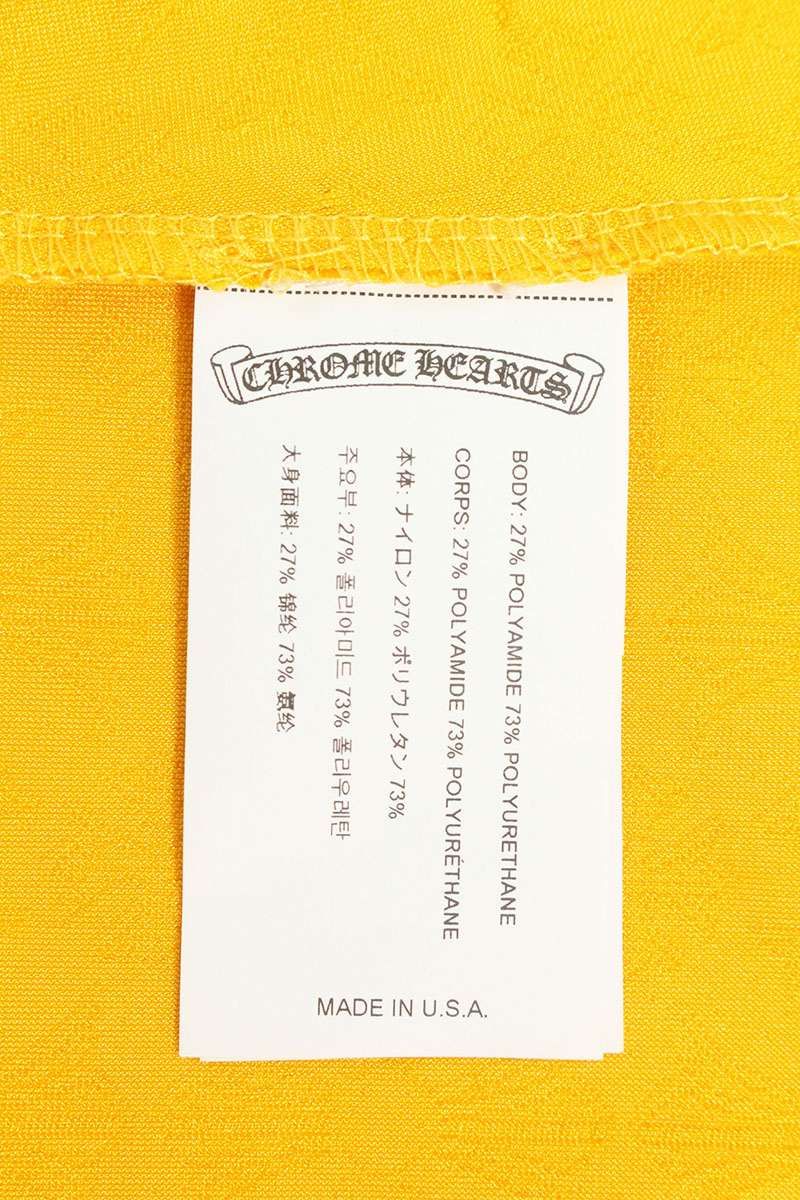 CHROME HEARTS
BODY: 27% POLYAMIDE 73% POLYURETHANE
CORPS: 27% POLYAMIDE 73% POLYURÉTHANE
本体: ナイロン 27% ポリウレタン 73%
주요부: 27% 폴리아미드 73% 폴리우레탄
大身面料: 27% 锦纶 73% 氨纶
MADE IN U.S.A.